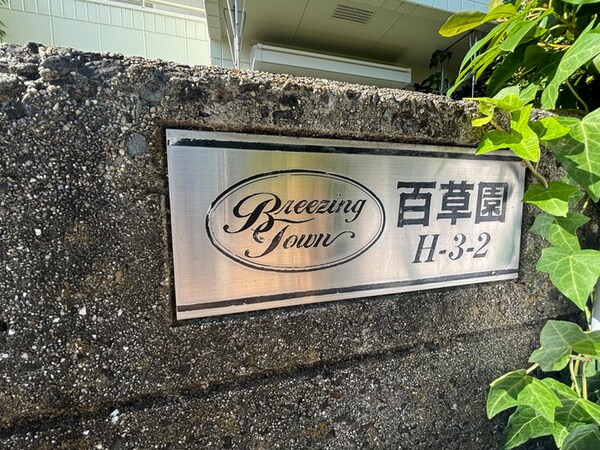 Breezing
Town
百草園
H-3-2